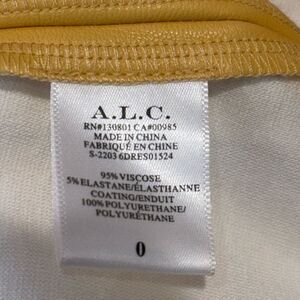 A.L.C.
RN#130801 CA#00985
MADE IN CHINA
FABRIQUÉ EN CHINE
S-2203 6DRES01524
95% VISCOSE
5% ELASTANE/ÉLASTHANNE
COATING/ENDUIT
100% POLYURETHANE/
POLYURÉTHANE
0